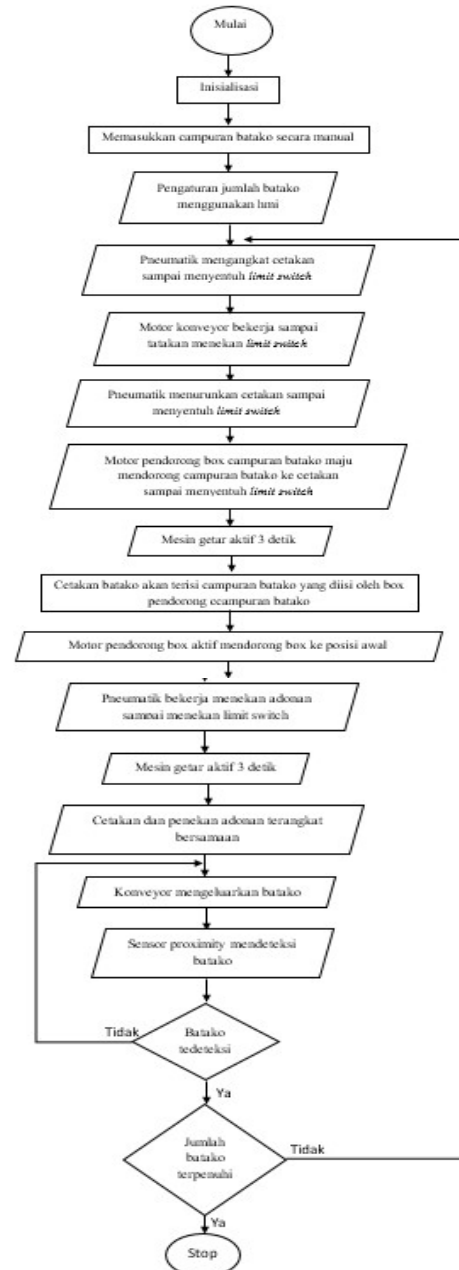 Mulai
Inisialisasi
Memasukkan campuran batako secara manual
Pengaturan jumlah batako
menggunakan hmi
Pneumatik mengangkat cetakan
sampai menyentuh limit switch
Motor konveyor bekerja sampai
tatakan menekan limit switch
Pneumatik menurunkan cetakan sampai
menyentuh limit switch
Motor pendorong box campuran batako maju
mendorong campuran batako ke cetakan
sampai menyentuh limit switch
Mesin getar aktif 3 detik
Cetakan batako akan terisi campuran batako yang diisi oleh box
pendorong ccampuran batako
Motor pendorong box aktif mendorong box ke posisi awal
Pneumatik bekerja menekan adonan
sampai menekan limit switch
Mesin getar aktif 3 detik
Cetakan dan penekan adonan terangkat
bersamaan
Konveyor mengeluarkan batako
Sensor proximity mendeteksi
batako
Tidak
Batako
tedeteksi
Ya
Jumlah
batako
terpenuhi
Tidak
Ya
Stop